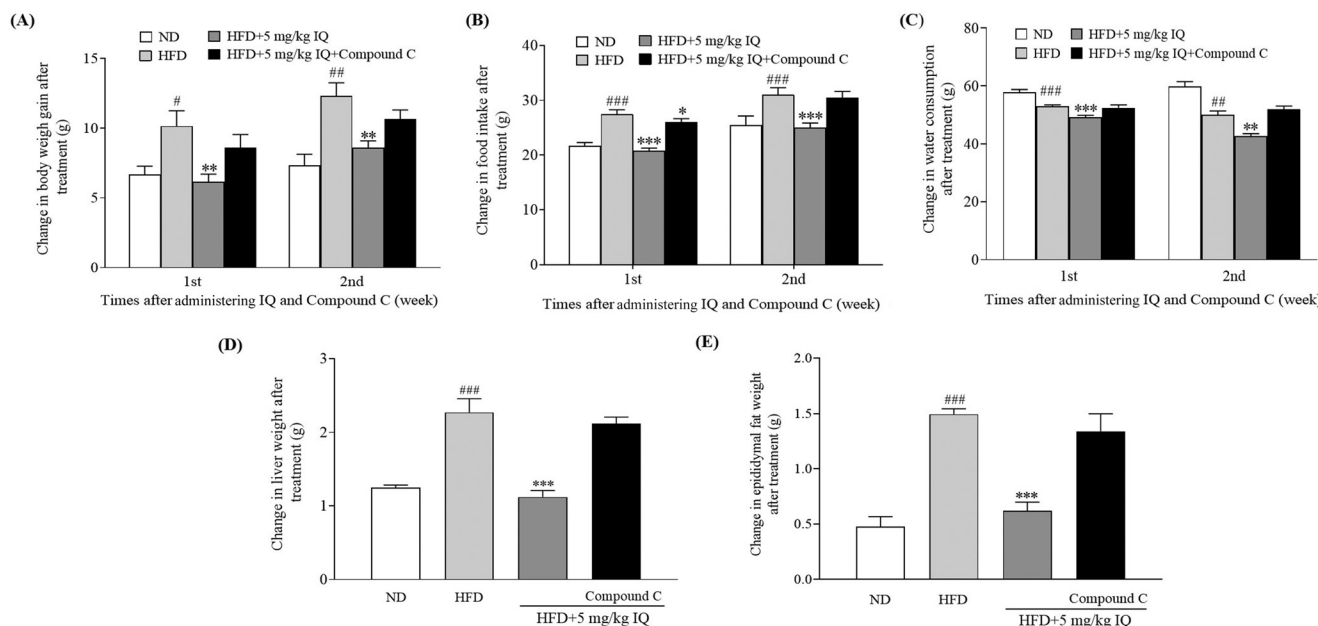 (A)
ND
HFD
HFD+5 mg/kg IQ
HFD+5 mg/kg IQ+Compound C
Change in body weigh gain after
treatment (g)
15
10
5
0
#
**
##
**
1st
2nd
Times after administering IQ and Compound C (week)
(B)
ND
HFD
HFD+5 mg/kg IQ
HFD+5 mg/kg IQ+Compound C
Change in food intake after
treatment (g)
40
30
20
10
0
###
***
*
###
***
1st
2nd
Times after administering IQ and Compound C (week)
(C)
ND
HFD
HFD+5 mg/kg IQ
HFD+5 mg/kg IQ+Compound C
Change in water consumption
after treatment (g)
80
60
40
20
0
###
***
##
**
1st
2nd
Times after administering IQ and Compound C (week)
(D)
Change in liver weight after
treatment (g)
3
2
1
0
###
***
ND
HFD
Compound C
HFD+5 mg/kg IQ
(E)
Change in epididymal fat weight
after treatment (g)
2.0
1.5
1.0
0.5
0.0
###
***
ND
HFD
Compound C
HFD+5 mg/kg IQ